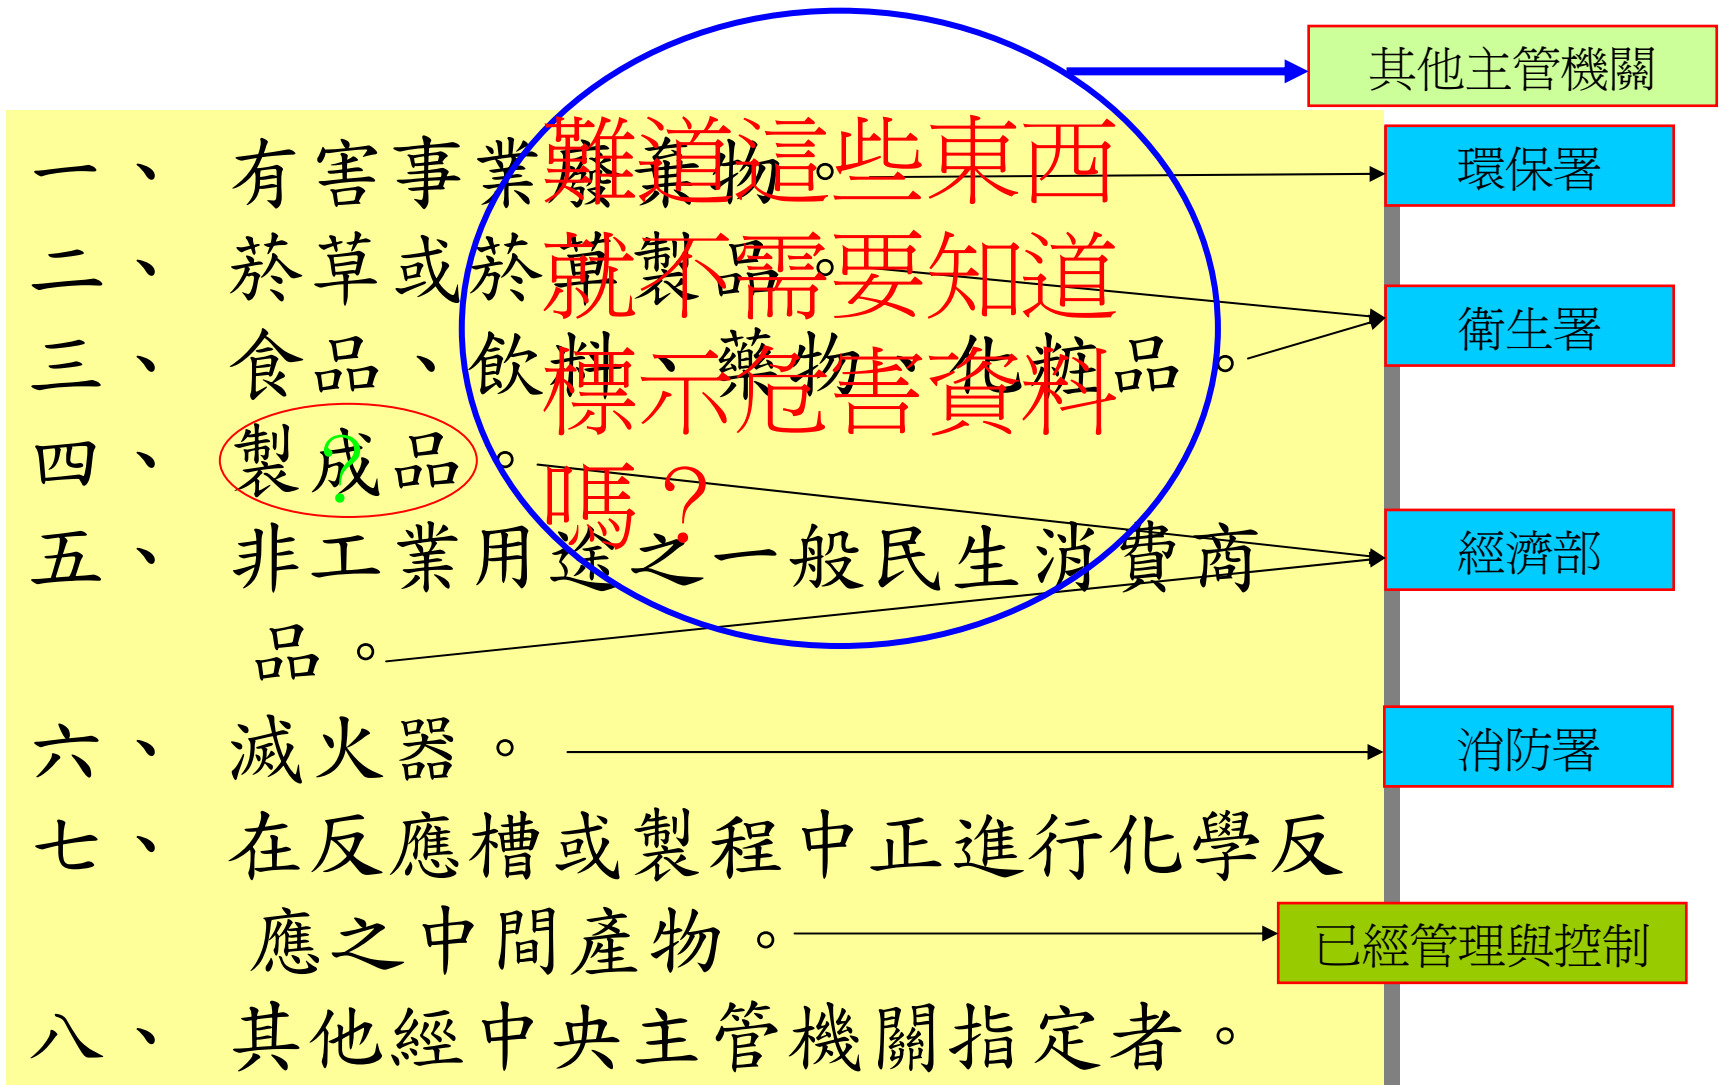 其他主管機關
一、 有害事業廢棄物。
環保署
二、 菸草或菸草製品。
衛生署
三、 食品、飲料、藥物、化粧品。
四、 製成品。
?
五、 非工業用途之一般民生消費商
品。
經濟部
六、 滅火器。
消防署
七、 在反應槽或製程中正進行化學反
應之中間產物。
已經管理與控制
八、 其他經中央主管機關指定者。
難道這些東西
就不需要知道
標示危害資料
嗎?